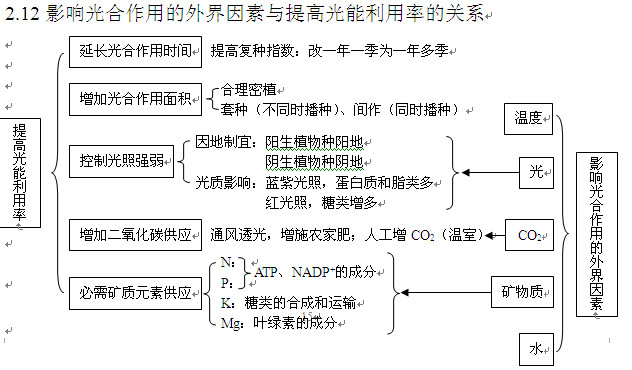 2.12 影响光合作用的外界因素与提高光能利用率的关系
提高光能利用率
延长光合作用时间
提高复种指数：改一年一季为一年多季
增加光合作用面积
合理密植
套种（不同时播种）、间作（同时播种）
控制光照强弱
因地制宜：阳生植物种阳地
阴生植物种阴地
光质影响：蓝紫光照，蛋白质和脂类多
红光照，糖类增多
增加二氧化碳供应
通风透光，增施农家肥；人工增 CO₂（温室）
必需矿质元素供应
N：
P：
ATP、NADP⁺的成分
K：糖类的合成和运输
Mg：叶绿素的成分
温度
光
CO₂
矿物质
水
影响光合作用的外界因素